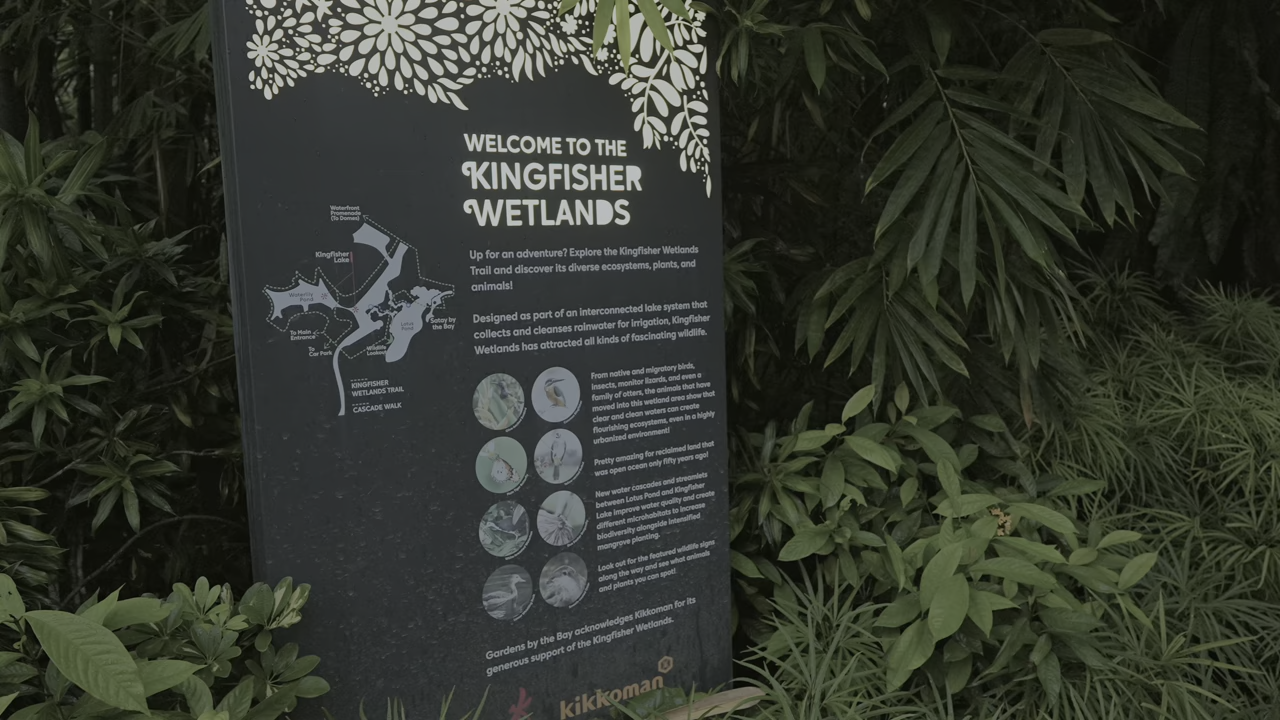 WELCOME TO THE
KINGFISHER
WETLANDS
Up for an adventure? Explore the Kingfisher Wetlands
Trail and discover its diverse ecosystems, plants, and
animals!
Designed as part of an interconnected lake system that
collects and cleanses rainwater for irrigation, Kingfisher
Wetlands has attracted all kinds of fascinating wildlife.
Waterfront
Promenade
(To Domes)
Kingfisher
Lake
Waterlily
Pond
Satay by
the Bay
Lotus
Pond
To Main
Entrance
To
Car Park
Wildlife
Lookout
KINGFISHER
WETLANDS TRAIL
CASCADE WALK
From native and migratory birds,
insects, monitor lizards, and even a
family of otters, the animals that have
moved into this wetland area show that
clear and clean waters can create
flourishing ecosystems, even in a highly
urbanized environment!
Pretty amazing for reclaimed land that
was open ocean only fifty years ago!
New water cascades and streamlets
between Lotus Pond and Kingfisher
Lake improve water quality and create
different microhabitats to increase
biodiversity alongside intensified
mangrove planting.
Look out for the featured wildlife signs
along the way and see what animals
and plants you can spot!
Gardens by the Bay acknowledges Kikkoman for its
generous support of the Kingfisher Wetlands.
kikkoman